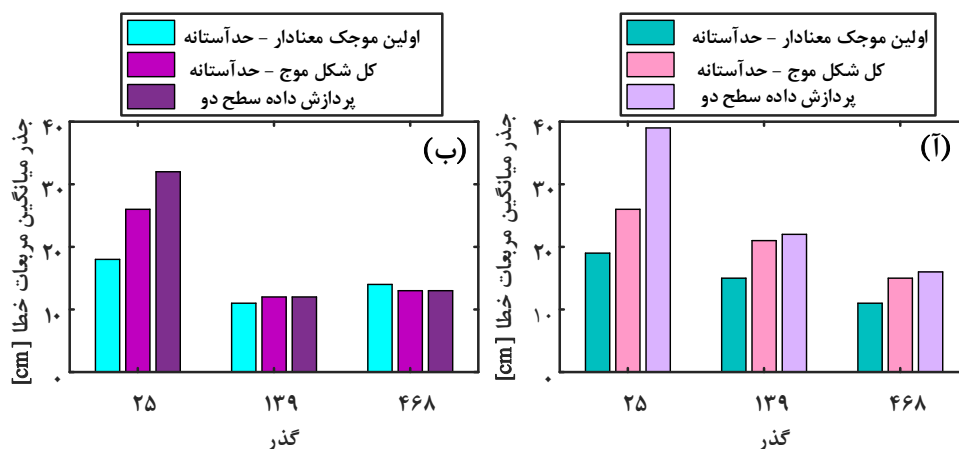 اولین موجک معنادار - حدآستانه
کل شکل موج - حدآستانه
پردازش داده سطح دو
(آ)
جذر میانگین مربعات خطا [cm]
۴۰
۳۰
۲۰
۱۰
۰
۲۵
۱۳۹
۴۶۸
گذر
اولین موجک معنادار - حدآستانه
کل شکل موج - حدآستانه
پردازش داده سطح دو
(ب)
جذر میانگین مربعات خطا [cm]
۴۰
۳۰
۲۰
۱۰
۰
۲۵
۱۳۹
۴۶۸
گذر